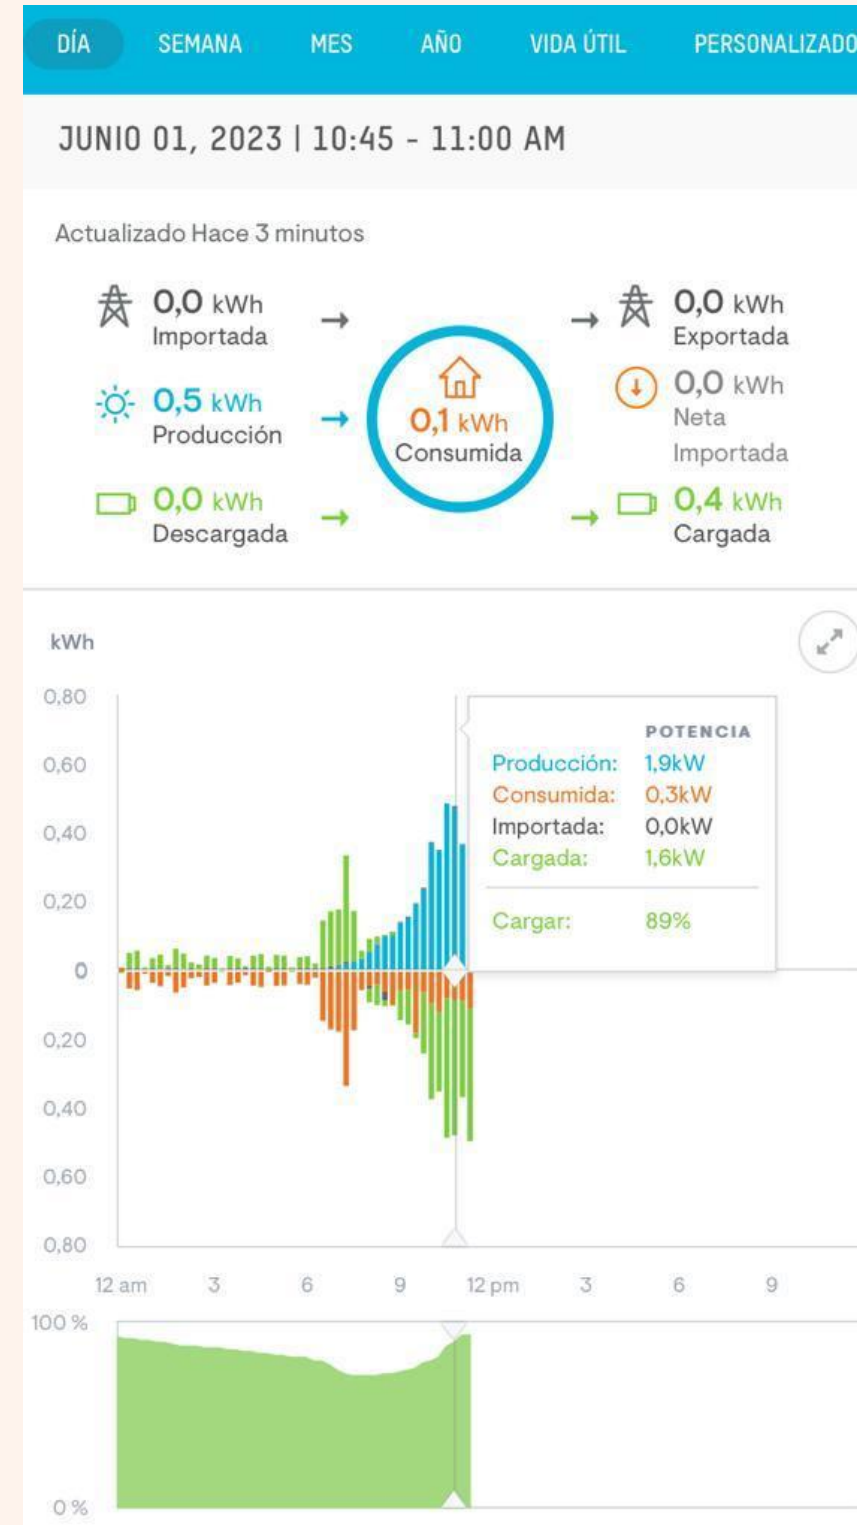 DÍA SEMANA MES AÑO VIDA ÚTIL PERSONALIZADO
JUNIO 01, 2023 | 10:45 - 11:00 AM
Actualizado Hace 3 minutos
0,0 kWh
Importada
0,5 kWh
Producción
0,0 kWh
Descargada
0,1 kWh
Consumida
0,0 kWh
Exportada
0,0 kWh
Neta
Importada
0,4 kWh
Cargada
kWh
0,80
0,60
0,40
0,20
0
0,20
0,40
0,60
0,80
POTENCIA
Producción: 1,9kW
Consumida: 0,3kW
Importada: 0,0kW
Cargada: 1,6kW
Cargar: 89%
12 am 3 6 9 12 pm 3 6 9
100 %
0 %